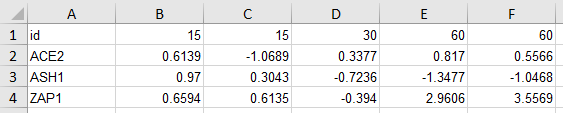 A B C D E F
1 id 15 15 30 60 60
2 ACE2 0.6139 -1.0689 0.3377 0.817 0.5566
3 ASH1 0.97 0.3043 -0.7236 -1.3477 -1.0468
4 ZAP1 0.6594 0.6135 -0.394 2.9606 3.5569